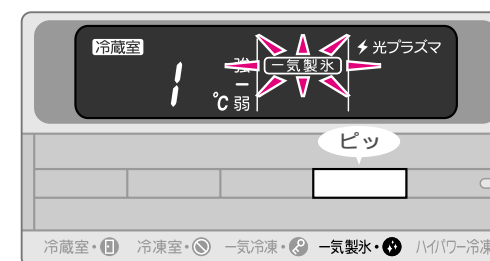 冷蔵室
強
一気製氷
光プラズマ
1
℃
弱
ピッ
冷蔵室・ 冷凍室・ 一気冷凍・ 一気製氷・ ハイパワー冷凍